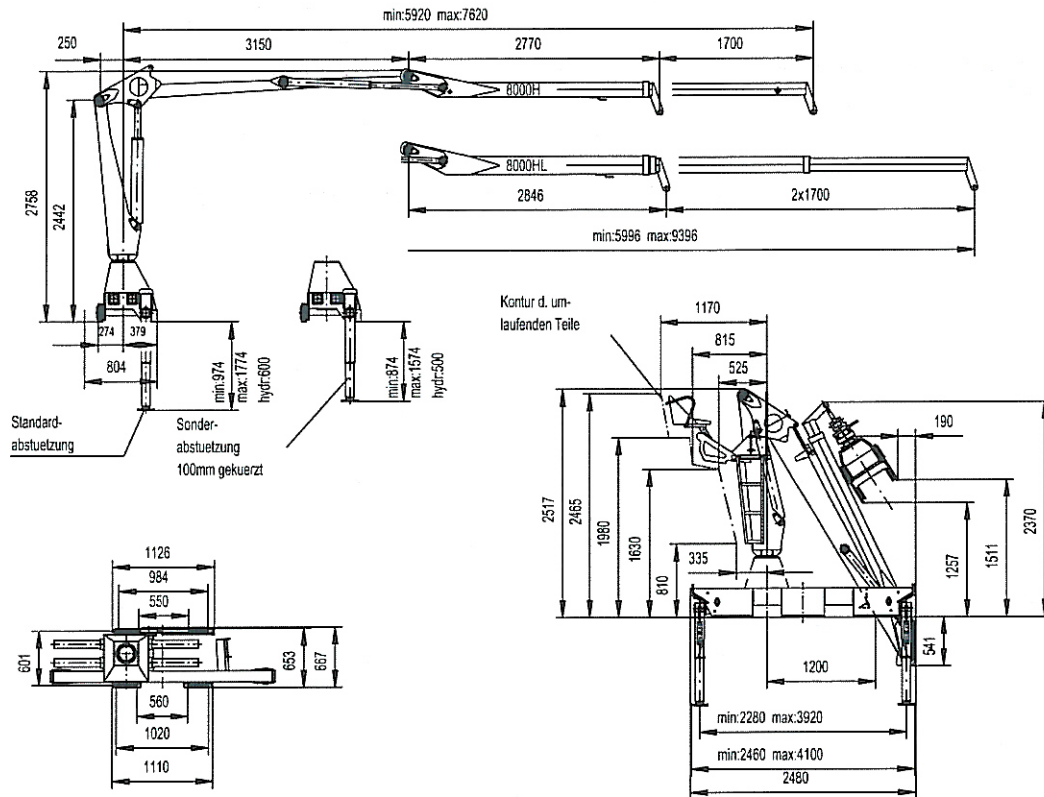 min:5920 max:7620
250
3150
2770
1700
8000H
8000HL
2758
2442
2846
2x1700
min:5996 max:9396
274
379
804
min:974
max:1774
hydr:600
min:874
max:1574
hydr:500
Standard-
abstuetzung
Sonder-
abstuetzung
100mm gekuerzt
Kontur d. um-
laufenden Teile
1170
815
525
190
2517
2465
1980
1630
810
335
1257
1511
2370
541
1200
min:2280 max:3920
min:2460 max:4100
2480
1126
984
550
601
653
667
560
1020
1110